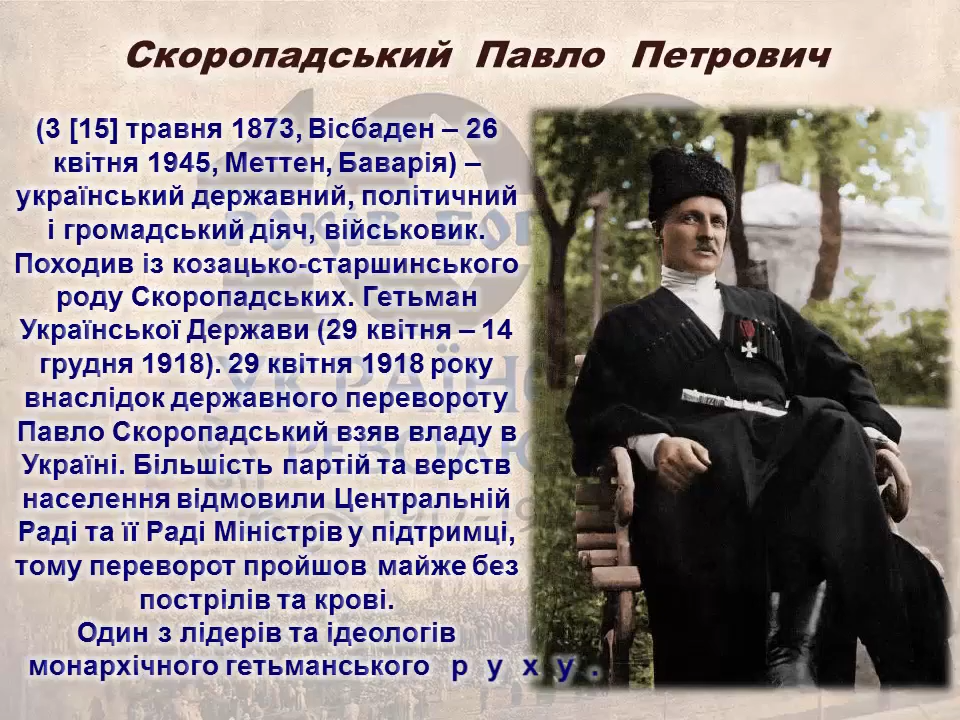 Скоропадський Павло Петрович
(3 [15] травня 1873, Вісбаден – 26
квітня 1945, Меттен, Баварія) –
український державний, політичний
і громадський діяч, військовик.
Походив із козацько-старшинського
роду Скоропадських. Гетьман
Української Держави (29 квітня – 14
грудня 1918). 29 квітня 1918 року
внаслідок державного перевороту
Павло Скоропадський взяв владу в
Україні. Більшість партій та верств
населення відмовили Центральній
Раді та її Раді Міністрів у підтримці,
тому переворот пройшов майже без
пострілів та крові.
Один з лідерів та ідеологів
монархічного гетьманського р у х у .